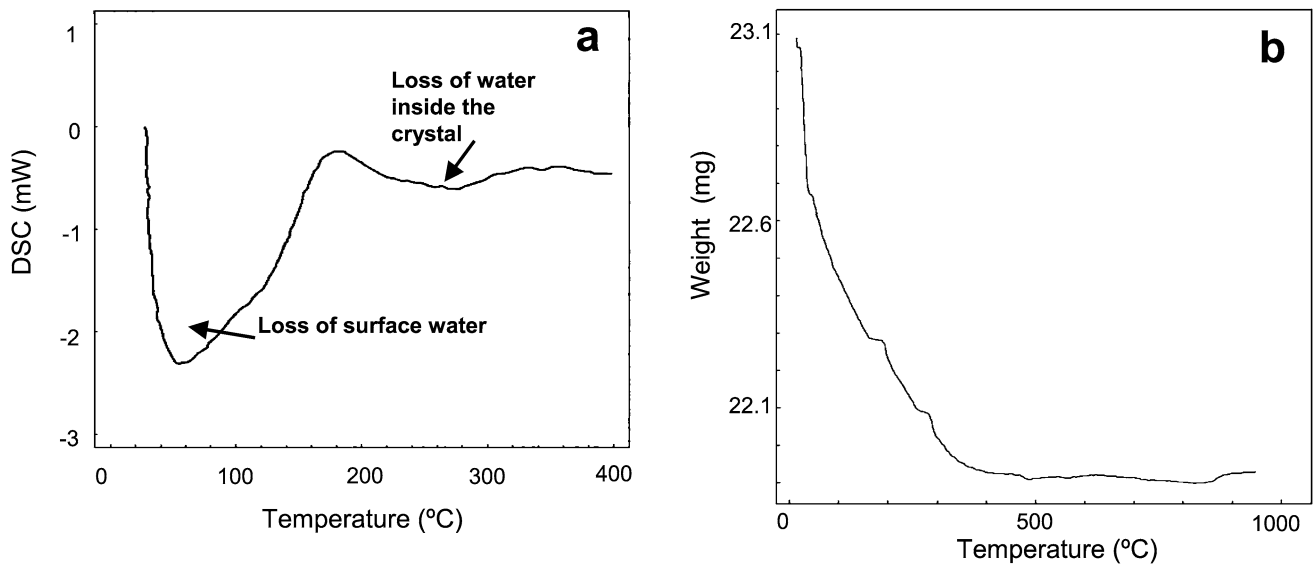 a
1
0
-1
-2
-3
DSC (mW)
Loss of water
inside the
crystal
Loss of surface water
0
100
200
300
400
Temperature (ºC)
b
23.1
22.6
22.1
Weight (mg)
0
500
1000
Temperature (ºC)